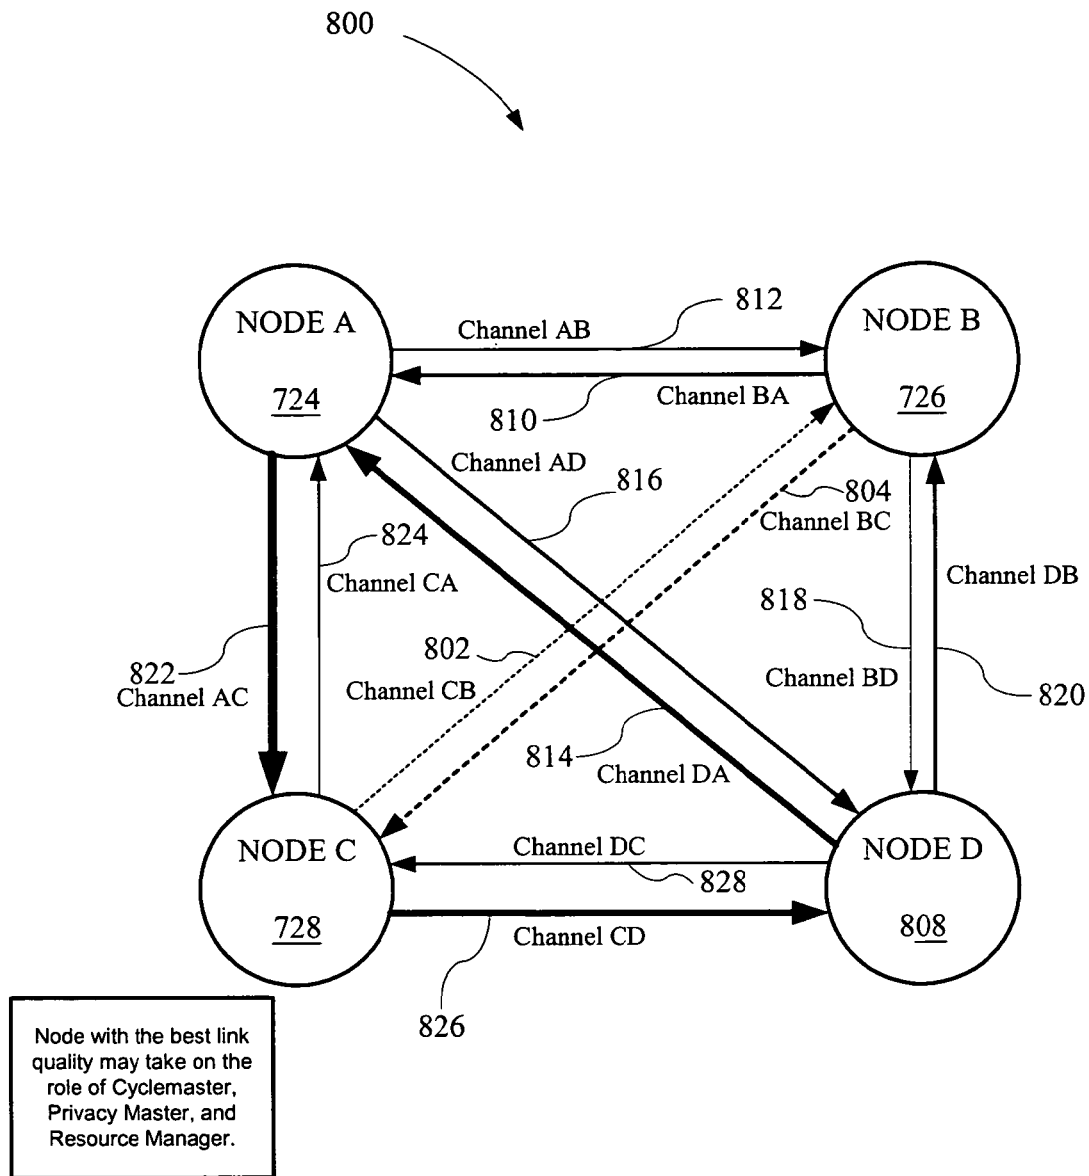 800
NODE A
724
NODE B
726
Channel AB
812
810
Channel BA
Channel AD
816
804
Channel BC
824
Channel CA
Channel DB
818
822
Channel AC
802
Channel CB
Channel BD
820
814
Channel DA
NODE C
728
Channel DC
828
NODE D
808
Channel CD
826
Node with the best link
quality may take on the
role of Cyclemaster,
Privacy Master, and
Resource Manager.